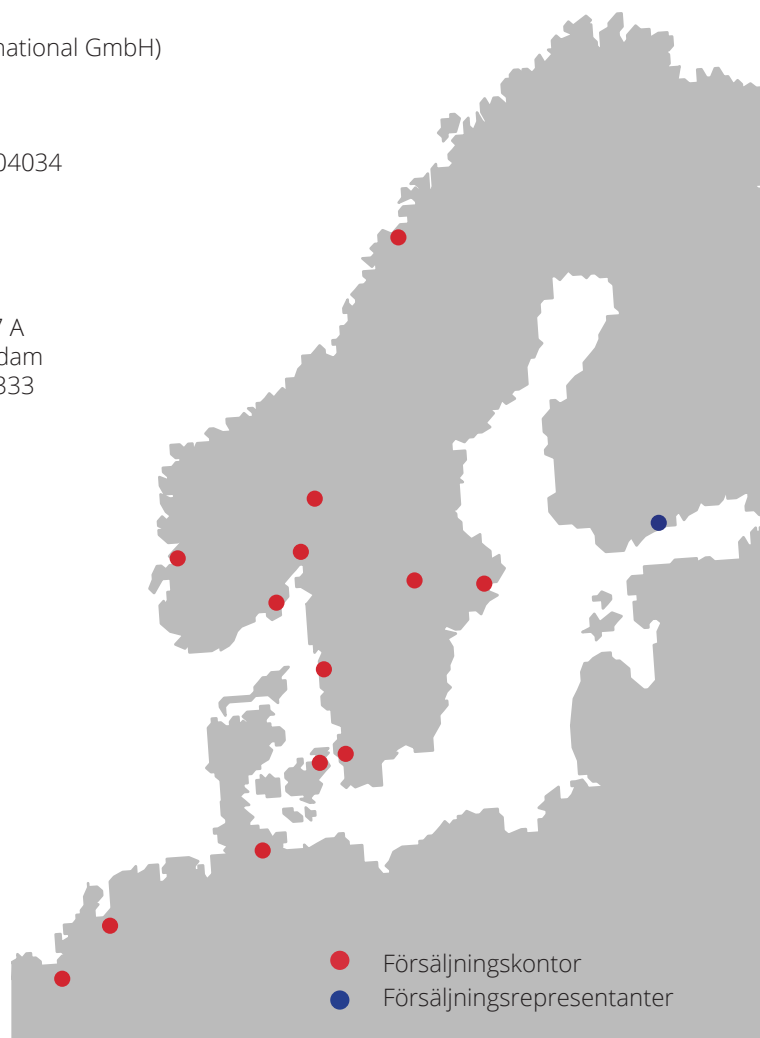 national GmbH)
04034
7 A
dam
333
Försäljningskontor
Försäljningsrepresentanter